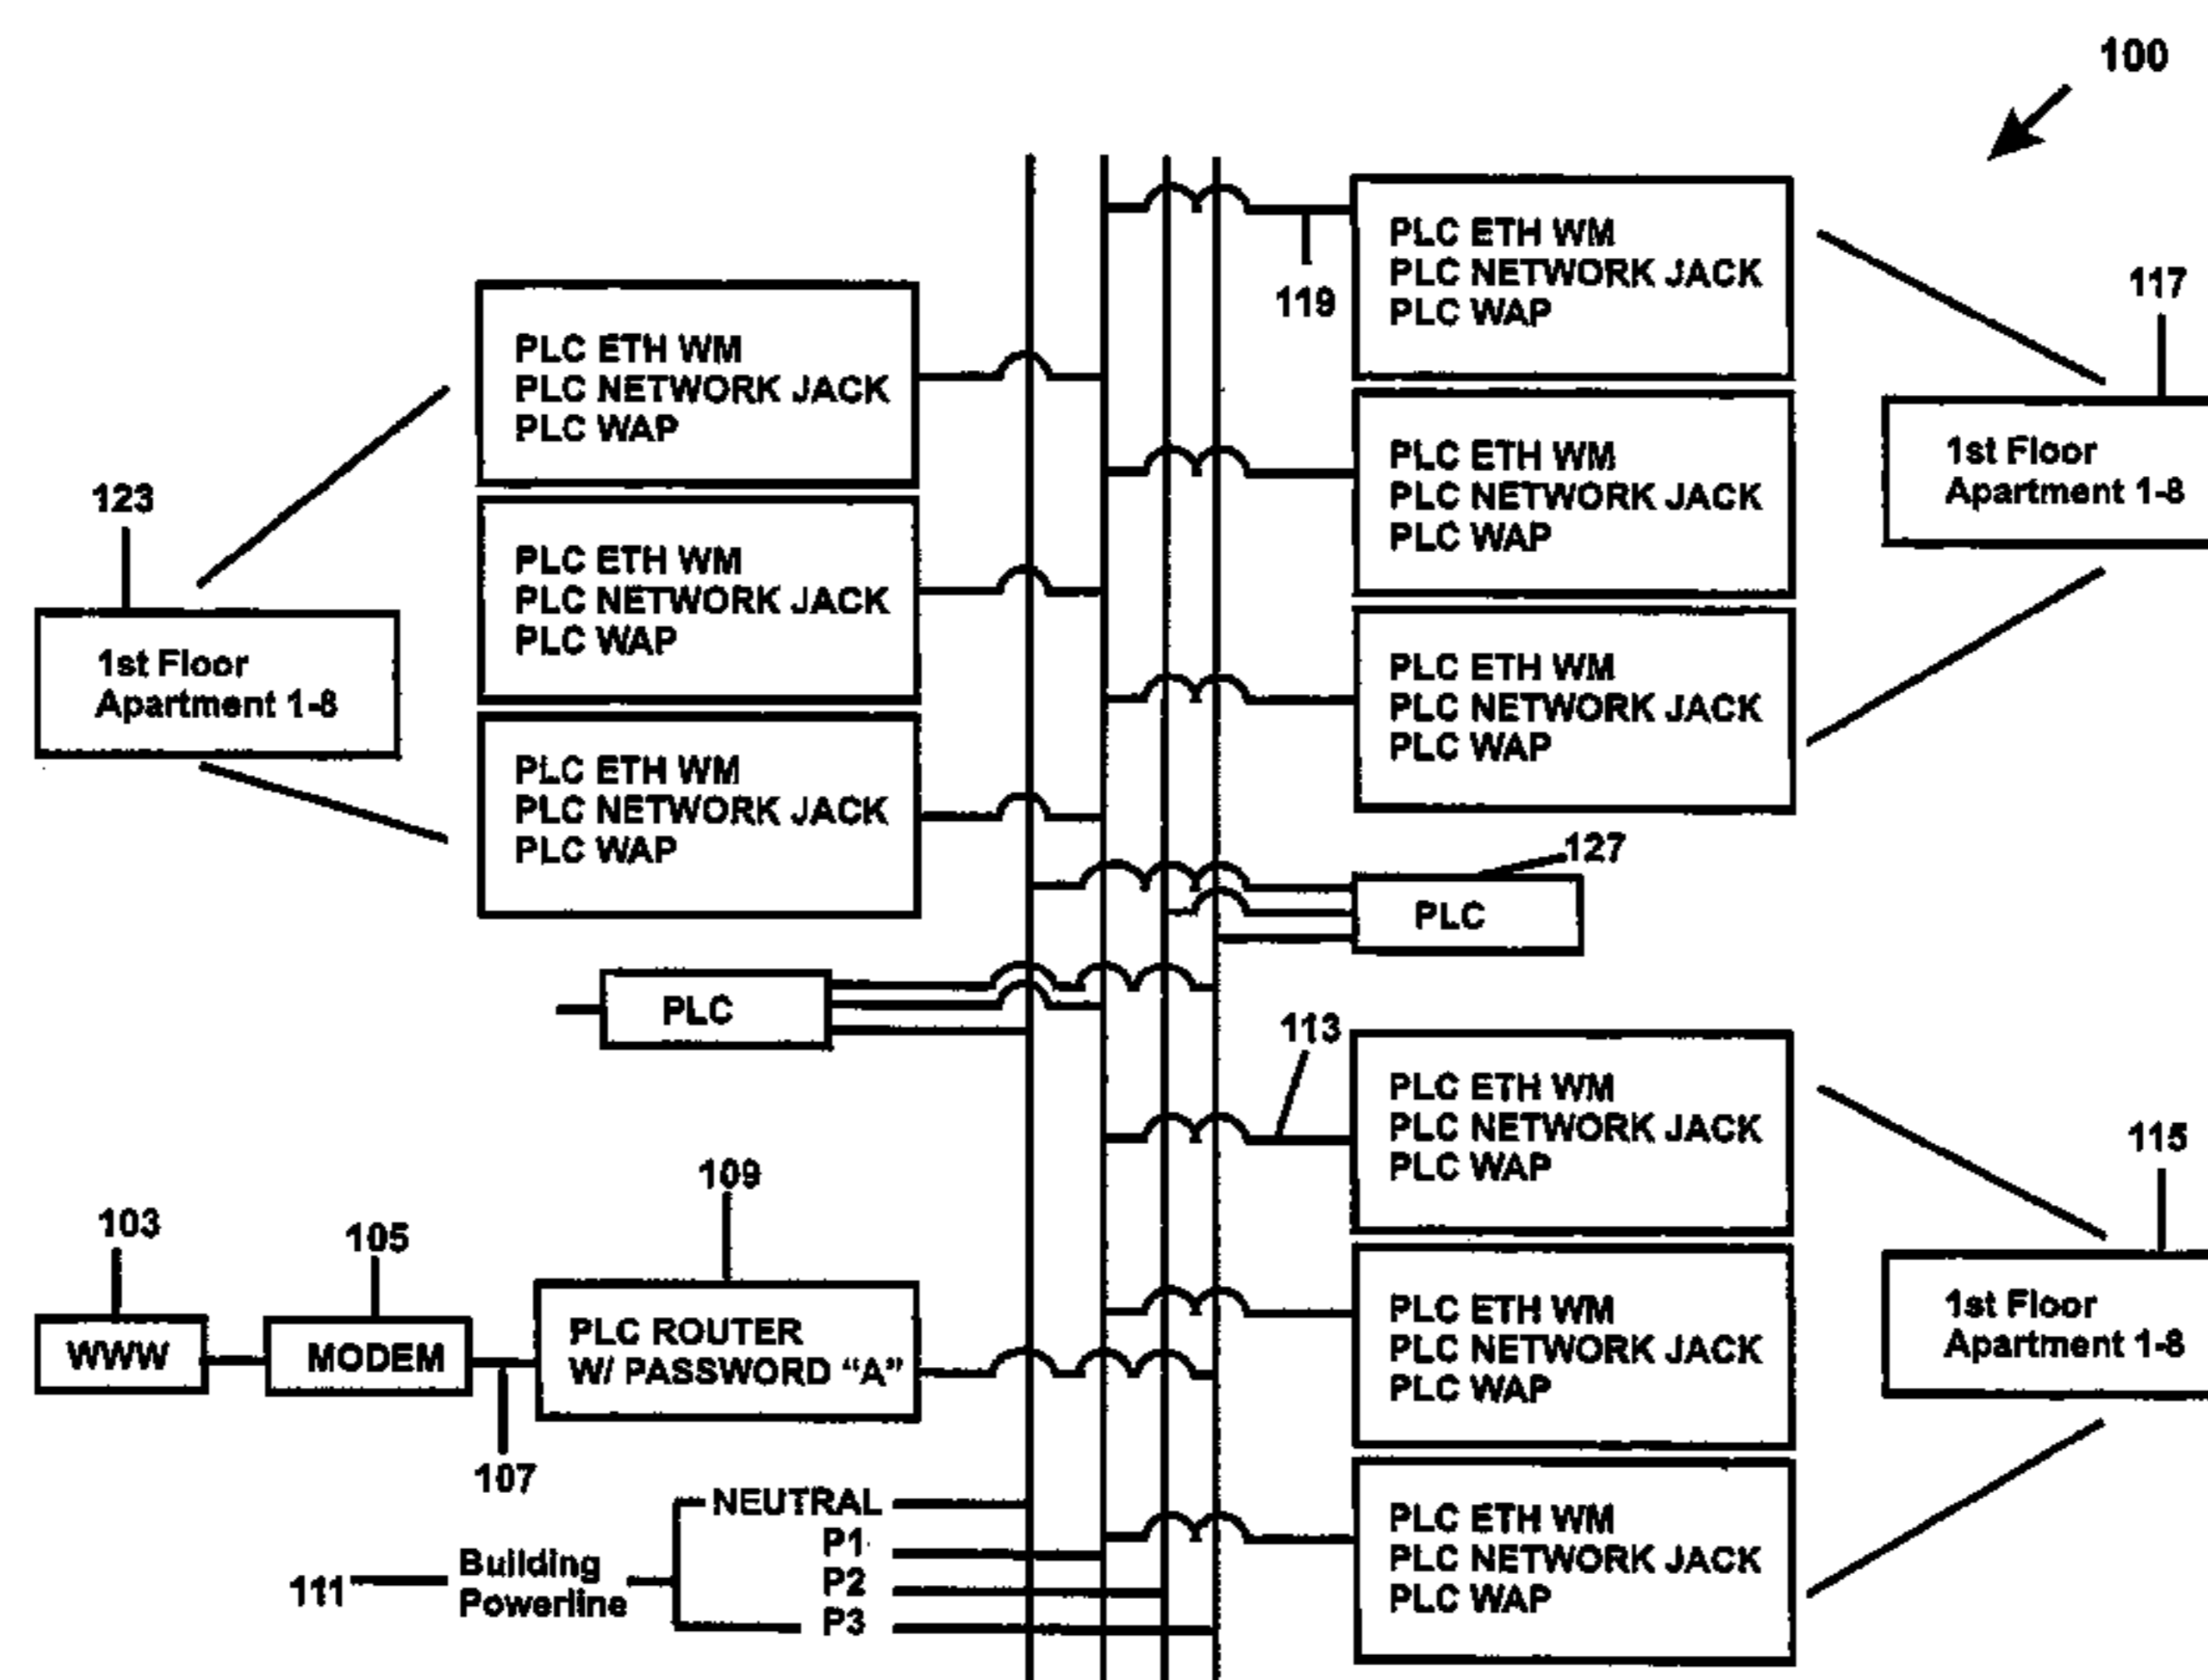 100
PLC ETH WM
PLC NETWORK JACK
PLC WAP
119
117
PLC ETH WM
PLC NETWORK JACK
PLC WAP
PLC ETH WM
PLC NETWORK JACK
PLC WAP
1st Floor
Apartment 1-8
123
PLC ETH WM
PLC NETWORK JACK
PLC WAP
PLC ETH WM
PLC NETWORK JACK
PLC WAP
1st Floor
Apartment 1-8
PLC ETH WM
PLC NETWORK JACK
PLC WAP
127
PLC
PLC
113
PLC ETH WM
PLC NETWORK JACK
PLC WAP
115
109
103
105
PLC ETH WM
PLC NETWORK JACK
PLC WAP
1st Floor
Apartment 1-8
WWW
MODEM
PLC ROUTER
W/ PASSWORD “A”
107
NEUTRAL
P1
P2
P3
111
Building
Powerline
PLC ETH WM
PLC NETWORK JACK
PLC WAP